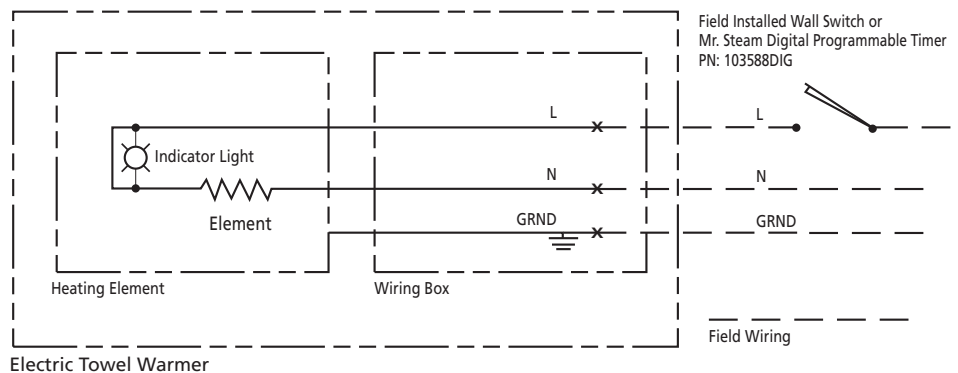 Field Installed Wall Switch or
Mr. Steam Digital Programmable Timer
PN: 103588DIG
L
L
Indicator Light
N
N
Element
GRND
GRND
Heating Element
Wiring Box
Field Wiring
Electric Towel Warmer